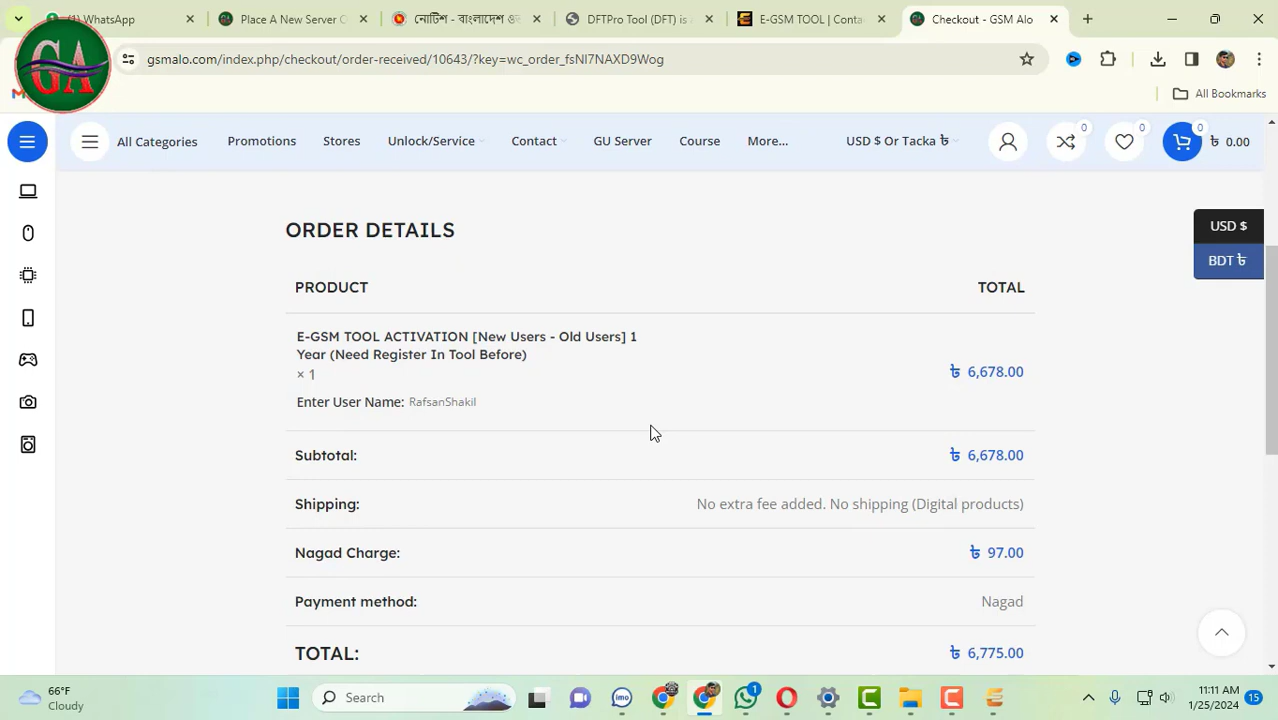 (1) WhatsApp
Place A New Server O
নোটিশ - বাংলাদেশ ও
DFTPro Tool (DFT) is A
E-GSM TOOL | Conta
Checkout - GSM Alo
GA
gsmalo.com/index.php/checkout/order-received/10643/?key=wc_order_fsNI7NAXD9Wog
All Bookmarks
All Categories
Promotions
Stores
Unlock/Service
Contact
GU Server
Course
More...
USD $ Or Tacka ৳
0
0
0
৳ 0.00
USD $
BDT ৳
ORDER DETAILS
PRODUCT
TOTAL
E-GSM TOOL ACTIVATION [New Users - Old Users] 1
Year (Need Register In Tool Before)
× 1
৳ 6,678.00
Enter User Name: RafsanShakil
Subtotal:
৳ 6,678.00
Shipping:
No extra fee added. No shipping (Digital products)
Nagad Charge:
৳ 97.00
Payment method:
Nagad
TOTAL:
৳ 6,775.00
66°F
Cloudy
Search
imo
1
11:11 AM
1/25/2024
15